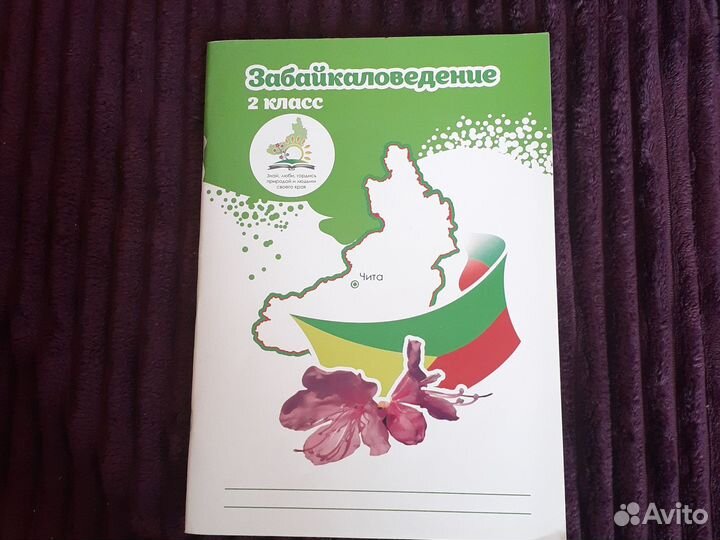 Забайкаловедение
2 класс
Знай, люби, гордись
природой и людьми
своего края
Чита
Avito